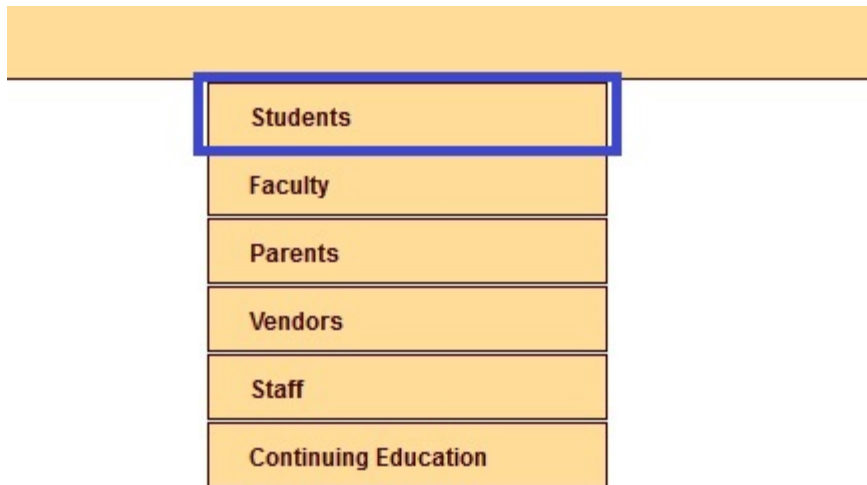 Students
Faculty
Parents
Vendors
Staff
Continuing Education